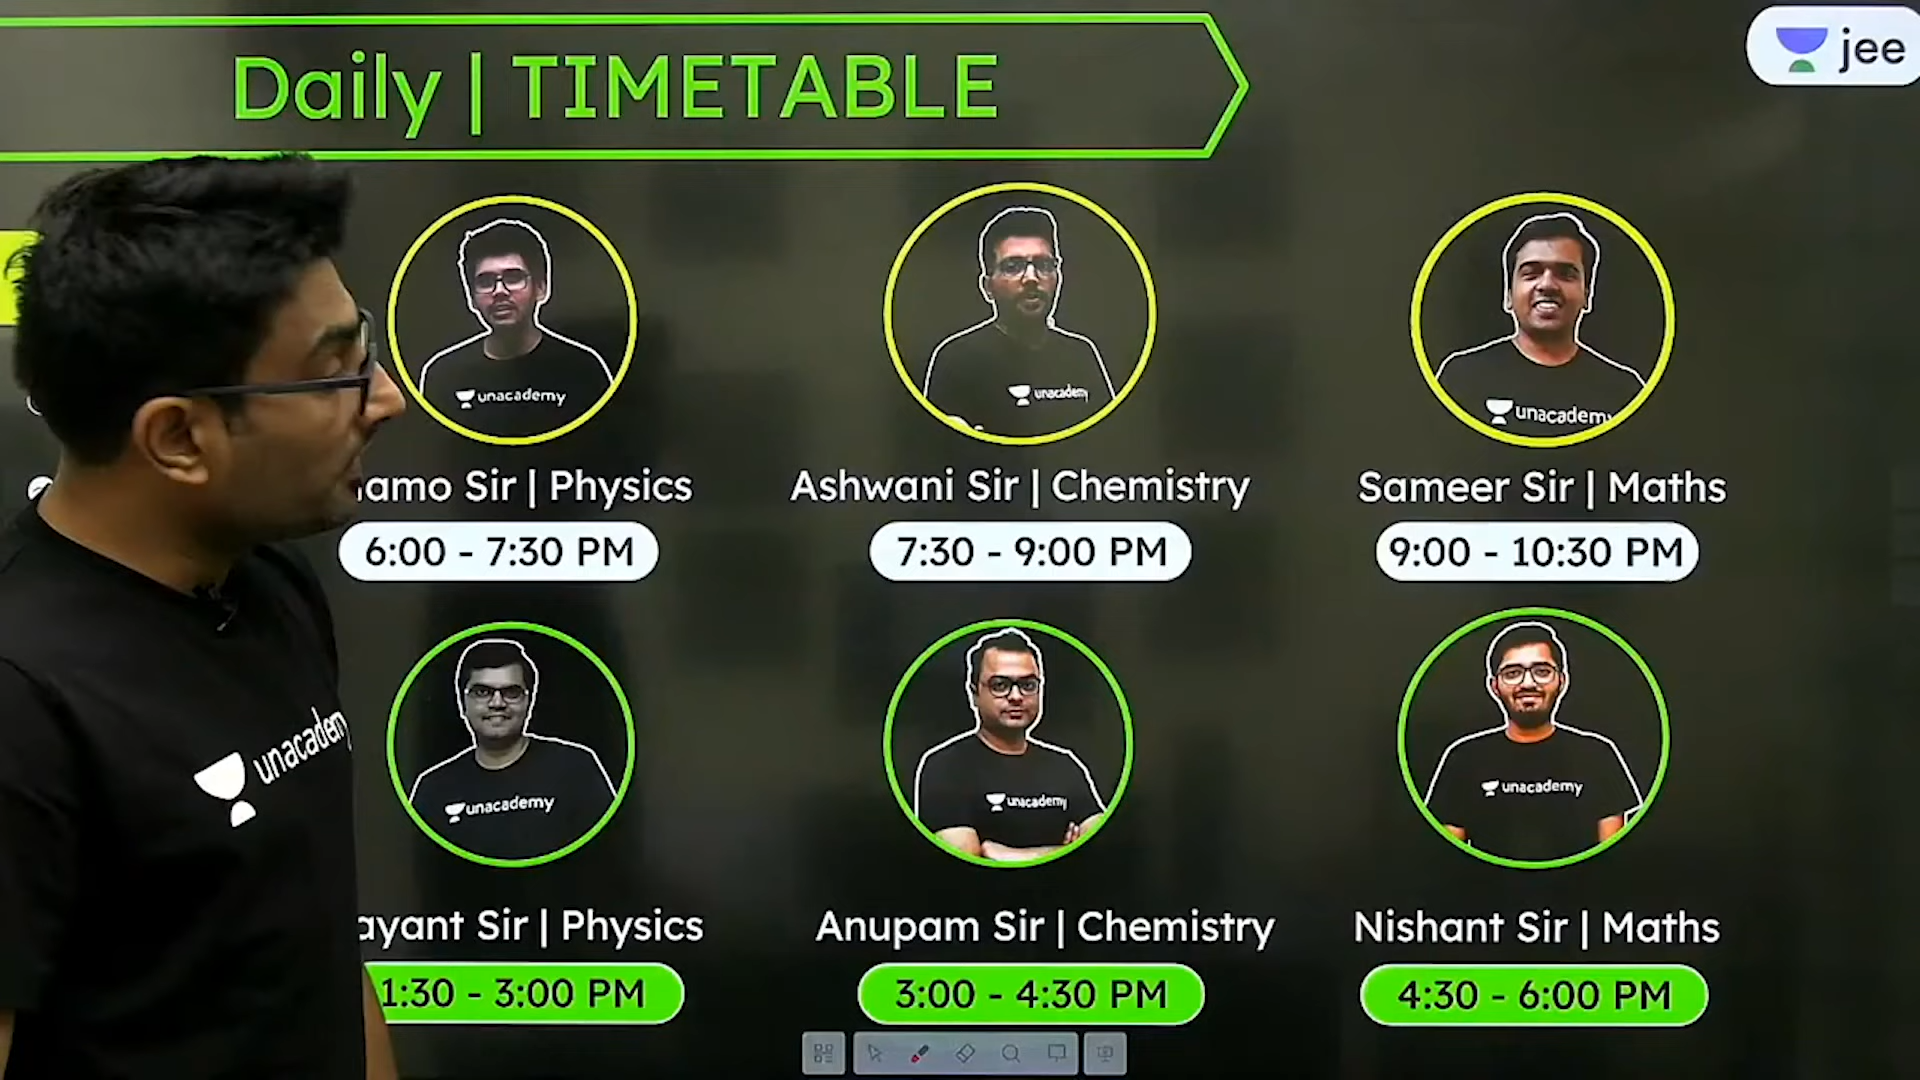 Daily | TIMETABLE
jee
unacademy
unacademy
unacademy
Sir | Physics
Ashwani Sir | Chemistry
Sameer Sir | Maths
6:00 - 7:30 PM
7:30 - 9:00 PM
9:00 - 10:30 PM
unacademy
unacademy
unacademy
unacademy
Sir | Physics
Anupam Sir | Chemistry
Nishant Sir | Maths
1:30 - 3:00 PM
3:00 - 4:30 PM
4:30 - 6:00 PM